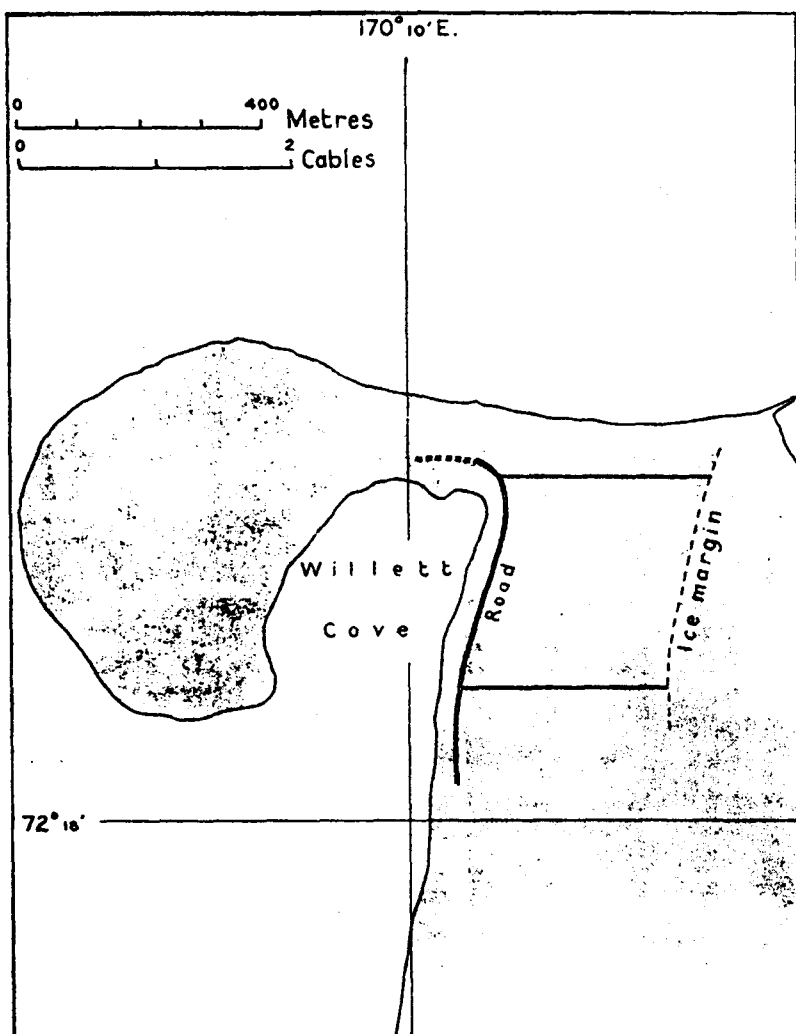 170° 10' E.
0 400 Metres
0 2 Cables
Willett
Cove
Road
Ice margin
72° 18'